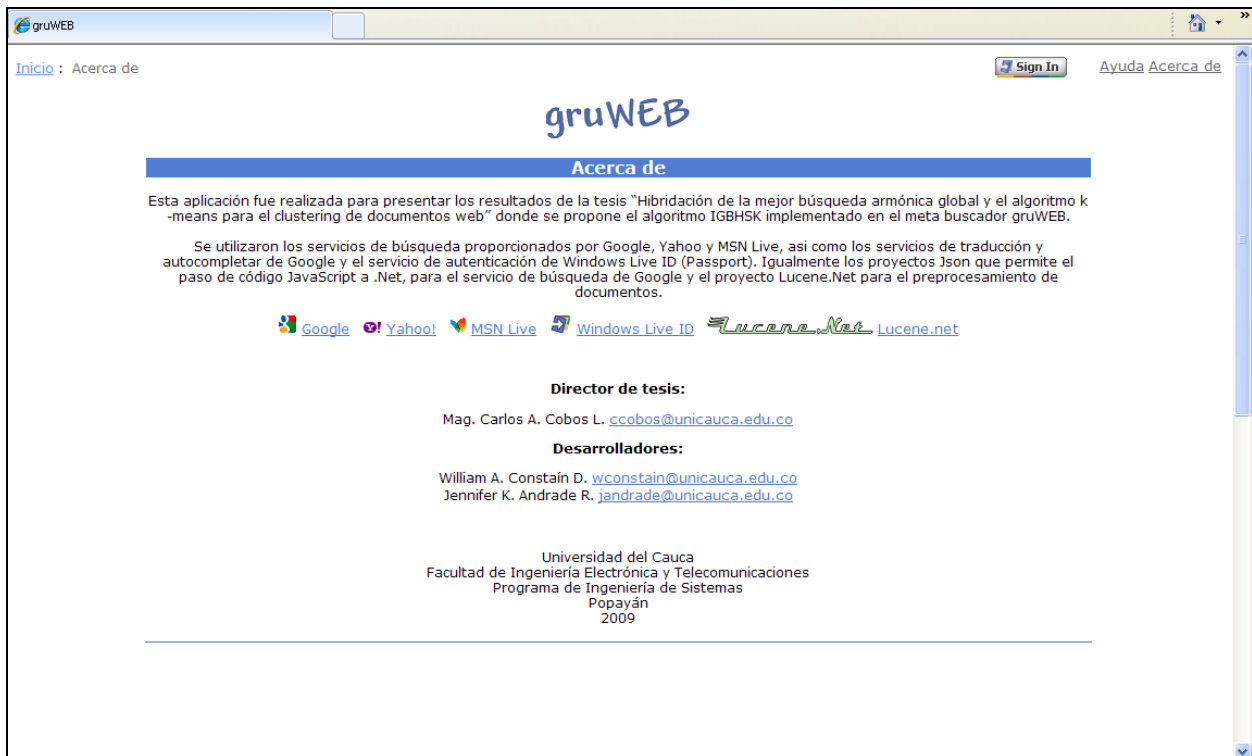 gruWEB
»
Inicio : Acerca de
Sign In
Ayuda Acerca de
gruWEB
Acerca de
Esta aplicación fue realizada para presentar los resultados de la tesis “Hibridación de la mejor búsqueda armónica global y el algoritmo k
-means para el clustering de documentos web” donde se propone el algoritmo IGBHSK implementado en el meta buscador gruWEB.
Se utilizaron los servicios de búsqueda proporcionados por Google, Yahoo y MSN Live, asi como los servicios de traducción y
autocompletar de Google y el servicio de autenticación de Windows Live ID (Passport). Igualmente los proyectos Json que permite el
paso de código JavaScript a .Net, para el servicio de búsqueda de Google y el proyecto Lucene.Net para el preprocesamiento de
documentos.
Google Y! Yahoo! MSN Live Windows Live ID Lucene.Net Lucene.net
Director de tesis:
Mag. Carlos A. Cobos L. ccobos@unicauca.edu.co
Desarrolladores:
William A. Constaín D. wconstain@unicauca.edu.co
Jennifer K. Andrade R. jandrade@unicauca.edu.co
Universidad del Cauca
Facultad de Ingeniería Electrónica y Telecomunicaciones
Programa de Ingeniería de Sistemas
Popayán
2009